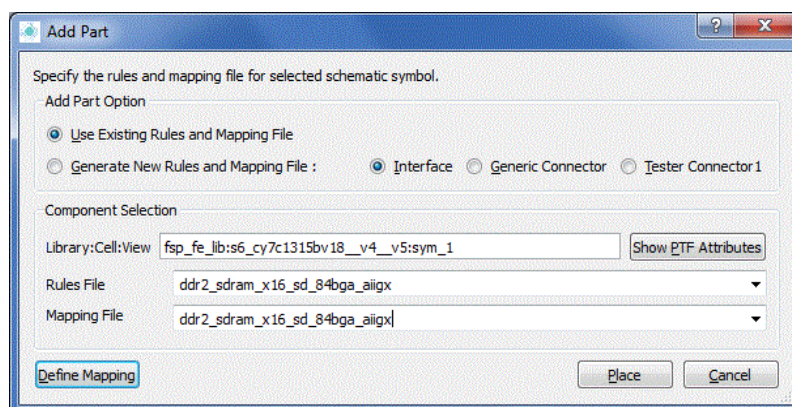 Add Part
Specify the rules and mapping file for selected schematic symbol.
Add Part Option
Use Existing Rules and Mapping File
Generate New Rules and Mapping File : Interface Generic Connector Tester Connector1
Component Selection
Library:Cell:View fsp_fe_lib:s6_cy7c1315bv18__v4__v5:sym_1 Show PTF Attributes
Rules File ddr2_sdram_x16_sd_84bga_aiigx
Mapping File ddr2_sdram_x16_sd_84bga_aiigx
Define Mapping Place Cancel